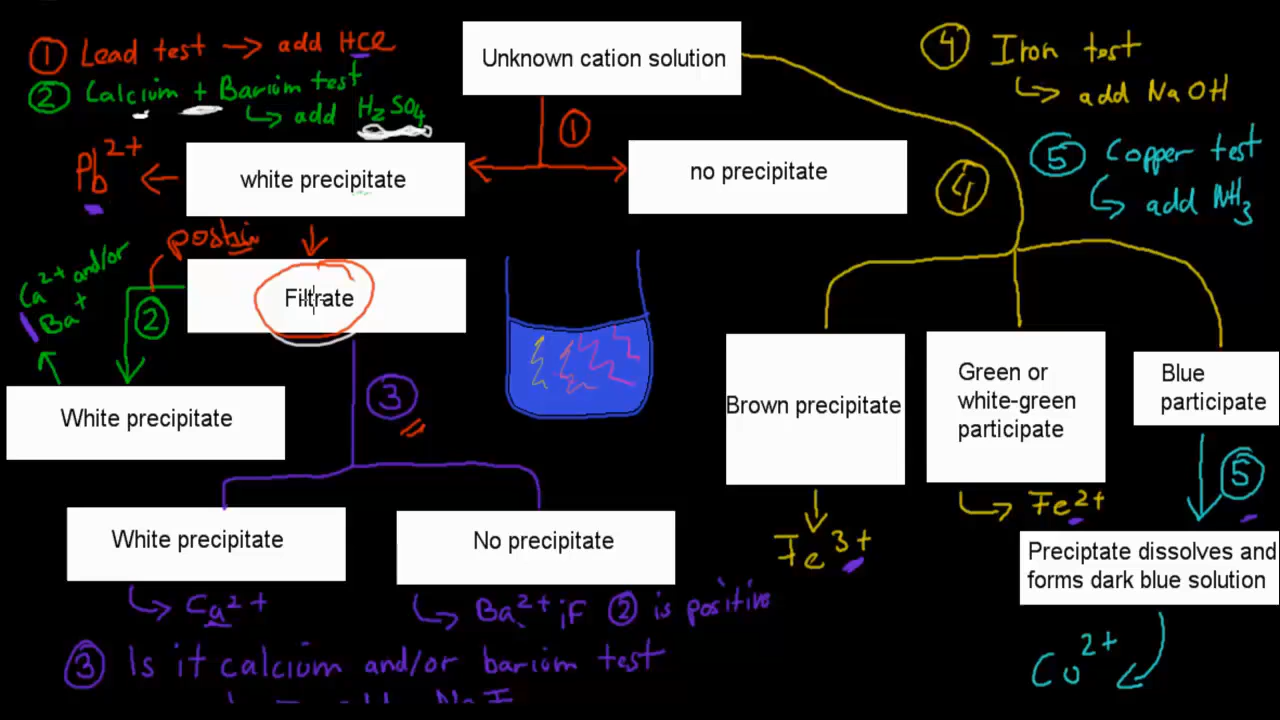 ① Lead test → add HCl
② Calcium + Barium test
↳ add H2SO4
Unknown cation solution
④ Iron test
↳ add NaOH
⑤ Copper test
↳ add NH3
①
Pb2+ ←
white precipitate
no precipitate
④
Ca2+ and/or
Ba+
②
Filtrate
③
White precipitate
Brown precipitate
Green or
white-green
participate
Blue
participate
⑤
↳ Fe2+
Fe3+
White precipitate
No precipitate
Preciptate dissolves and
forms dark blue solution
↳ Ca2+
↳ Ba2+ iF ② is positive
③ Is it calcium and/or barium test
Cu2+